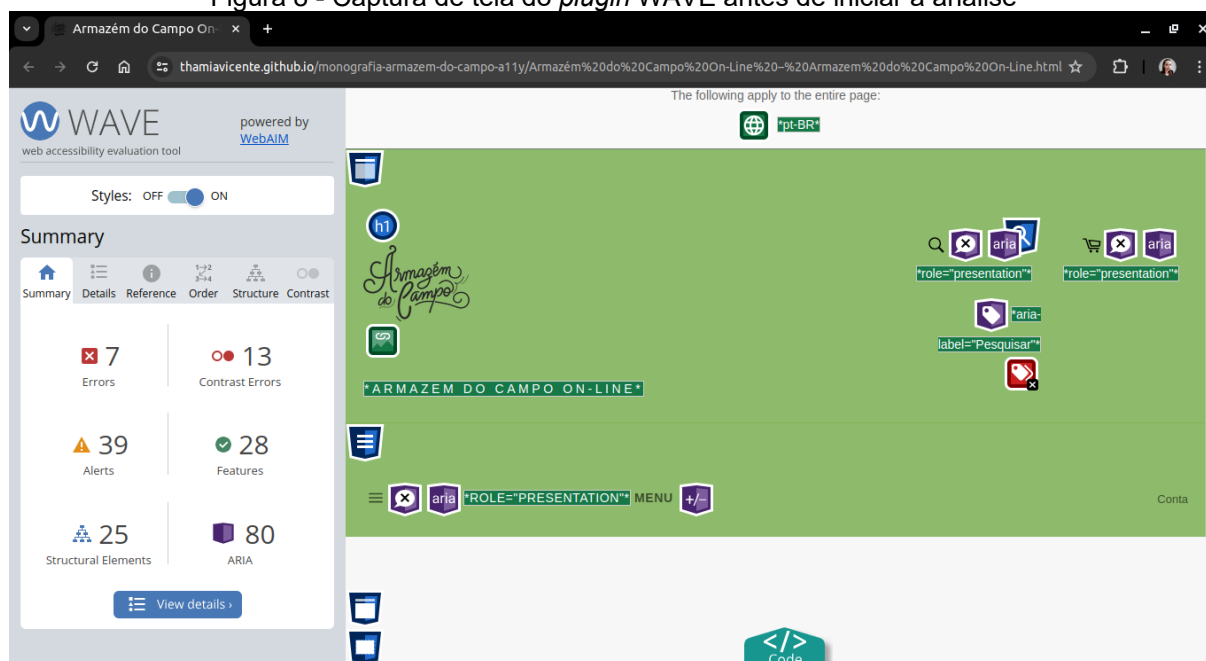 Figura 8 - Captura de tela do plugin WAVE antes de iniciar a análise
Armazém do Campo On-
thamiavicente.github.io/monografia-armazem-do-campo-a11y/Armazém%20do%20Campo%20On-Line%20–%20Armazem%20do%20Campo%20On-Line.html
WAVE
web accessibility evaluation tool
powered by
WebAIM
Styles: OFF ON
Summary
Summary Details Reference Order Structure Contrast
7
Errors
13
Contrast Errors
39
Alerts
28
Features
25
Structural Elements
80
ARIA
View details ›
The following apply to the entire page:
*pt-BR*
h1
Armazém
do Campo
*ARMAZEM DO CAMPO ON-LINE*
aria
*role="presentation"*
aria
*role="presentation"*
*aria-
label="Pesquisar"*
aria *ROLE="PRESENTATION"* MENU +/-
Conta
</>
Code